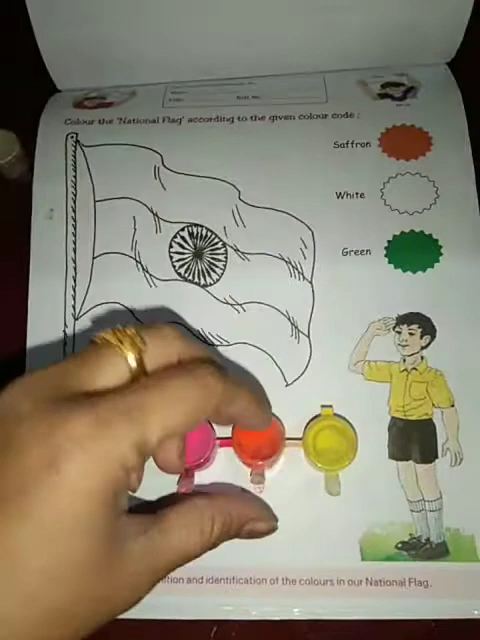 Colour the 'National Flag' according to the given colour code :
Saffron
White
Green
and identification of the colours in our National Flag.